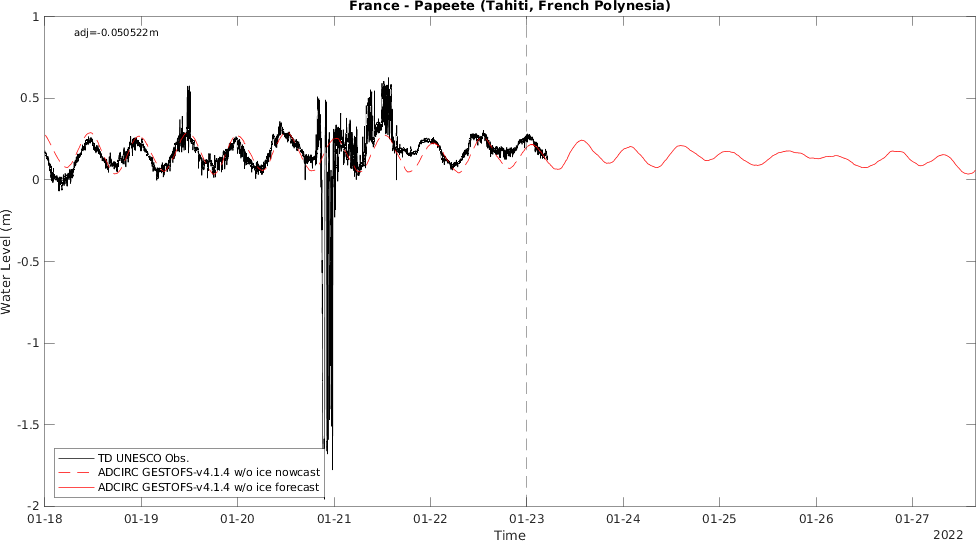 France - Papeete (Tahiti, French Polynesia)
adj=-0.050522m
1
0.5
0
-0.5
-1
-1.5
-2
Water Level (m)
TD UNESCO Obs.
ADCIRC GESTOFS-v4.1.4 w/o ice nowcast
ADCIRC GESTOFS-v4.1.4 w/o ice forecast
01-18 01-19 01-20 01-21 01-22 01-23 01-24 01-25 01-26 01-27
Time
2022